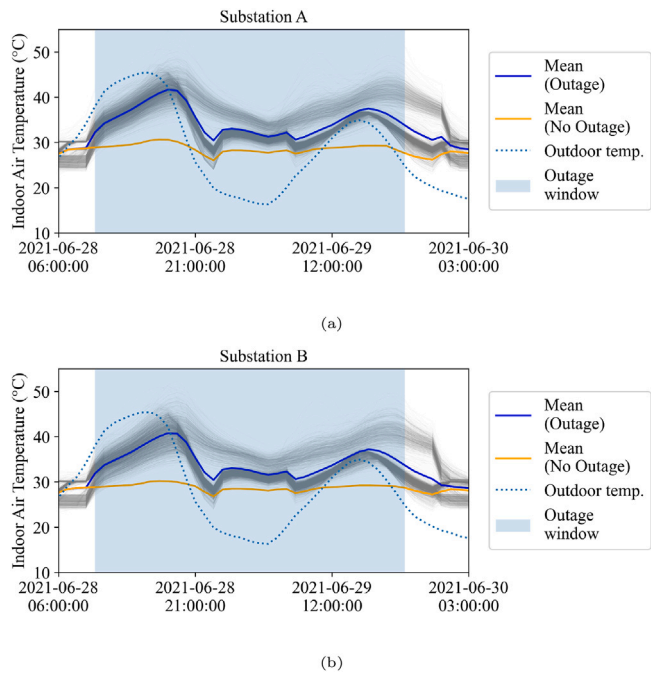 Substation A
Indoor Air Temperature (°C)
50
40
30
20
10
2021-06-28
06:00:00
2021-06-28
21:00:00
2021-06-29
12:00:00
2021-06-30
03:00:00
Mean
(Outage)
Mean
(No Outage)
Outdoor temp.
Outage
window
(a)
Substation B
Indoor Air Temperature (°C)
50
40
30
20
10
2021-06-28
06:00:00
2021-06-28
21:00:00
2021-06-29
12:00:00
2021-06-30
03:00:00
Mean
(Outage)
Mean
(No Outage)
Outdoor temp.
Outage
window
(b)